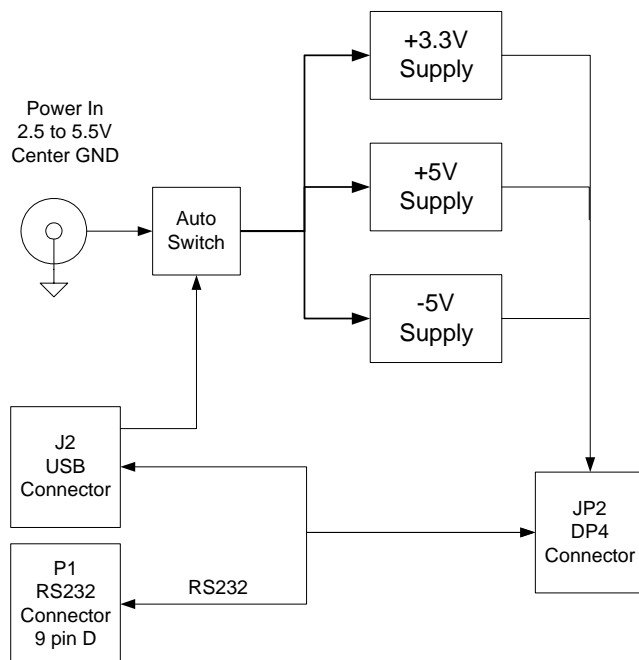 +3.3V
Supply
Power In
2.5 to 5.5V
Center GND
+5V
Supply
Auto
Switch
-5V
Supply
J2
USB
Connector
JP2
DP4
Connector
P1
RS232
Connector
9 pin D
RS232